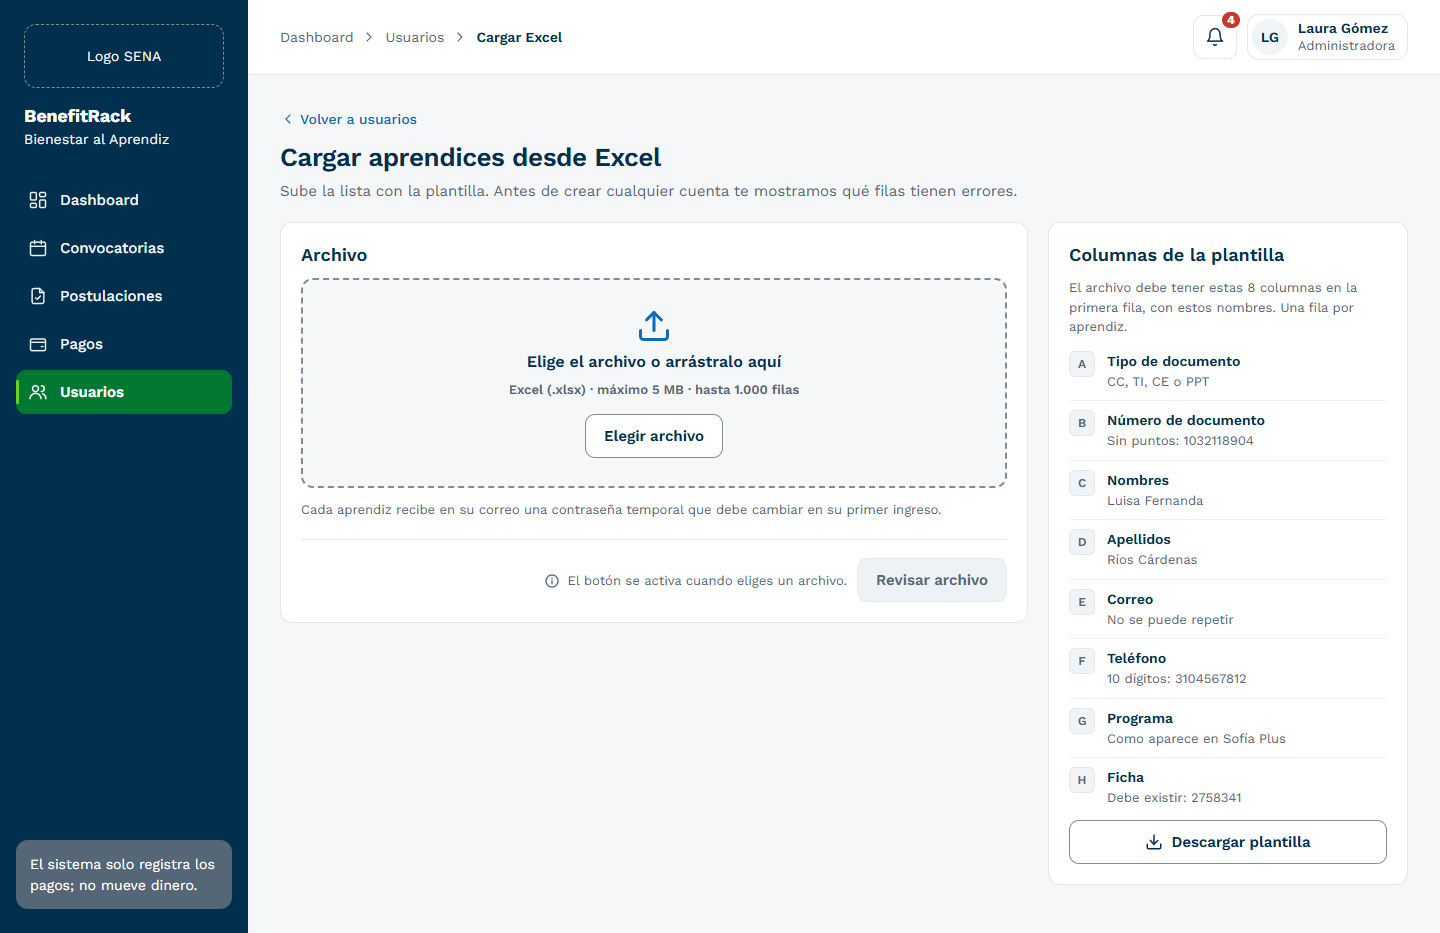 Logo SENA
BenefitRack
Bienestar al Aprendiz
Dashboard
Convocatorias
Postulaciones
Pagos
Usuarios
El sistema solo registra los
pagos; no mueve dinero.
Dashboard > Usuarios > Cargar Excel
4
LG
Laura Gómez
Administradora
Volver a usuarios
Cargar aprendices desde Excel
Sube la lista con la plantilla. Antes de crear cualquier cuenta te mostramos qué filas tienen errores.
Archivo
Elige el archivo o arrástralo aquí
Excel (.xlsx) · máximo 5 MB · hasta 1.000 filas
Elegir archivo
Cada aprendiz recibe en su correo una contraseña temporal que debe cambiar en su primer ingreso.
El botón se activa cuando eliges un archivo.
Revisar archivo
Columnas de la plantilla
El archivo debe tener estas 8 columnas en la
primera fila, con estos nombres. Una fila por
aprendiz.
A
Tipo de documento
CC, TI, CE o PPT
B
Número de documento
Sin puntos: 1032118904
C
Nombres
Luisa Fernanda
D
Apellidos
Ríos Cárdenas
E
Correo
No se puede repetir
F
Teléfono
10 dígitos: 3104567812
G
Programa
Como aparece en Sofía Plus
H
Ficha
Debe existir: 2758341
Descargar plantilla